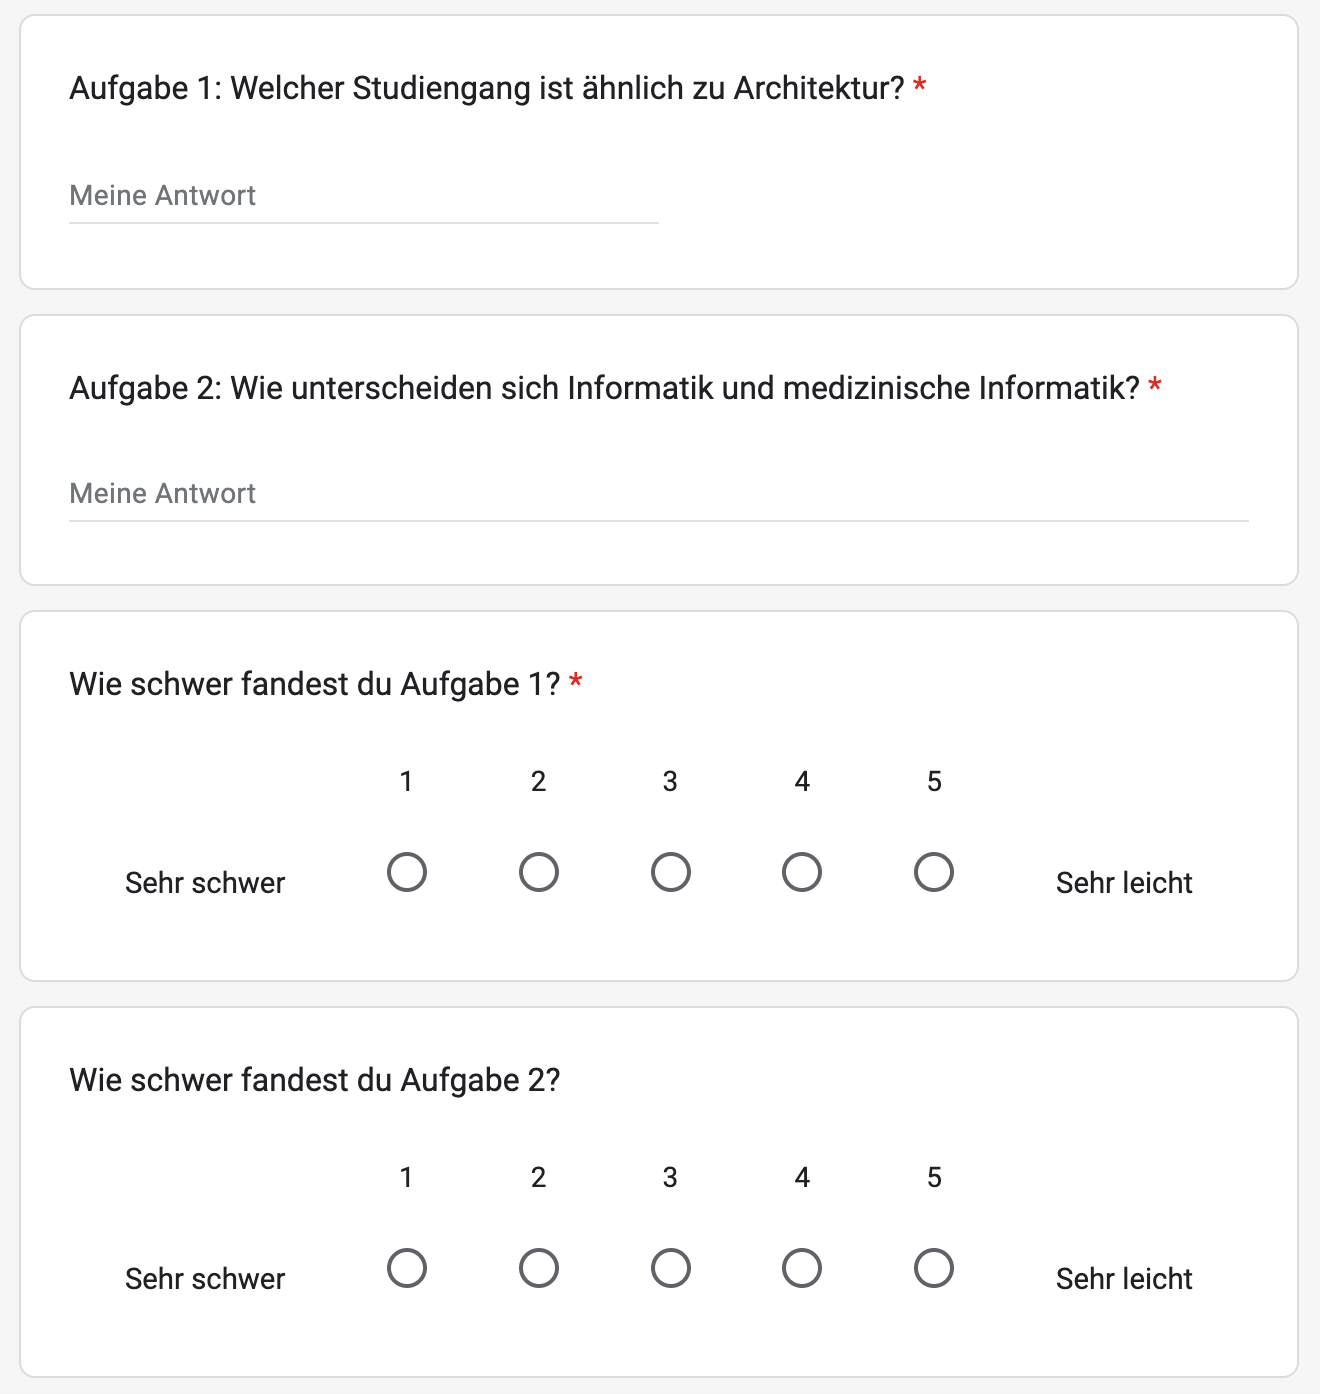 Aufgabe 1: Welcher Studiengang ist ähnlich zu Architektur? *
Meine Antwort
Aufgabe 2: Wie unterscheiden sich Informatik und medizinische Informatik? *
Meine Antwort
Wie schwer fandest du Aufgabe 1? *
1 2 3 4 5
Sehr schwer Sehr leicht
Wie schwer fandest du Aufgabe 2?
1 2 3 4 5
Sehr schwer Sehr leicht